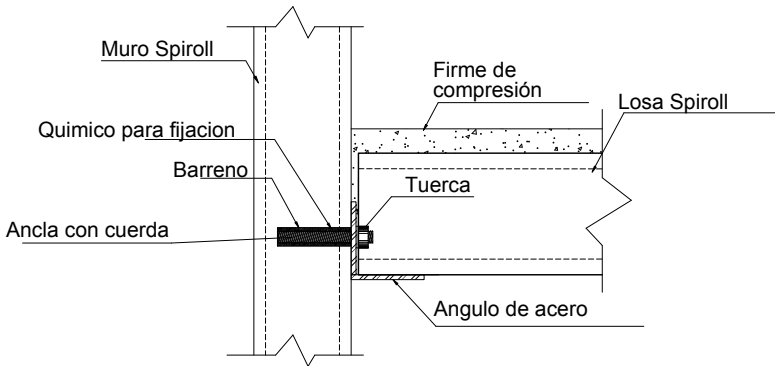 Muro Spiroll
Firme de
compresión
Losa Spiroll
Quimico para fijacion
Barreno
Tuerca
Ancla con cuerda
Angulo de acero